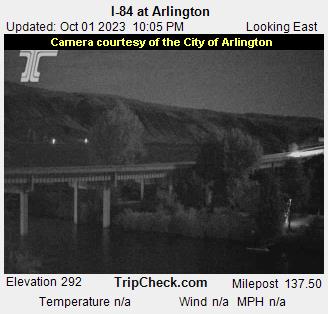 I-84 at Arlington
Updated: Oct 01 2023 10:05 PM Looking East
Camera courtesy of the City of Arlington
Elevation 292 TripCheck.com Milepost 137.50
Temperature n/a Wind n/a MPH n/a